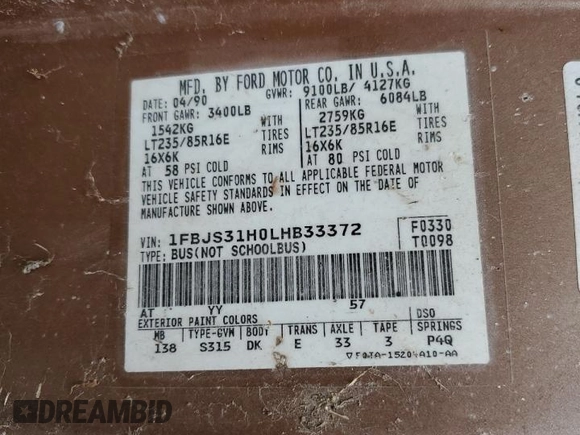 MFD. BY FORD MOTOR CO. IN U.S.A.
DATE: 04/90 GVWR: 9100LB/ 4127KG
FRONT GAWR: 3400LB REAR GAWR: 6084LB
1542KG WITH 2759KG WITH
LT235/85R16E TIRES LT235/85R16E TIRES
16X6K RIMS 16X6K RIMS
AT 58 PSI COLD AT 80 PSI COLD
THIS VEHICLE CONFORMS TO ALL APPLICABLE FEDERAL MOTOR
VEHICLE SAFETY STANDARDS IN EFFECT ON THE DATE OF
MANUFACTURE SHOWN ABOVE.
VIN: 1FBJS31H0LHB33372 F0330
TYPE: BUS(NOT SCHOOLBUS) T0098
AT YY 57
EXTERIOR PAINT COLORS DSO
WB TYPE-GVM BODY TRANS AXLE TAPE SPRINGS
138 S315 DK E 33 3 P4Q
▽F0TA-15204A10-AA
DREAMBID